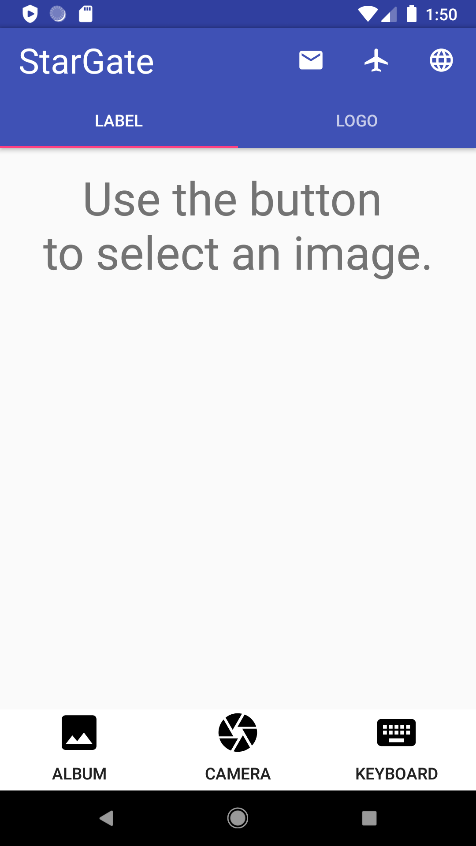 1:50
StarGate
LABEL
LOGO
Use the button
to select an image.
ALBUM
CAMERA
KEYBOARD